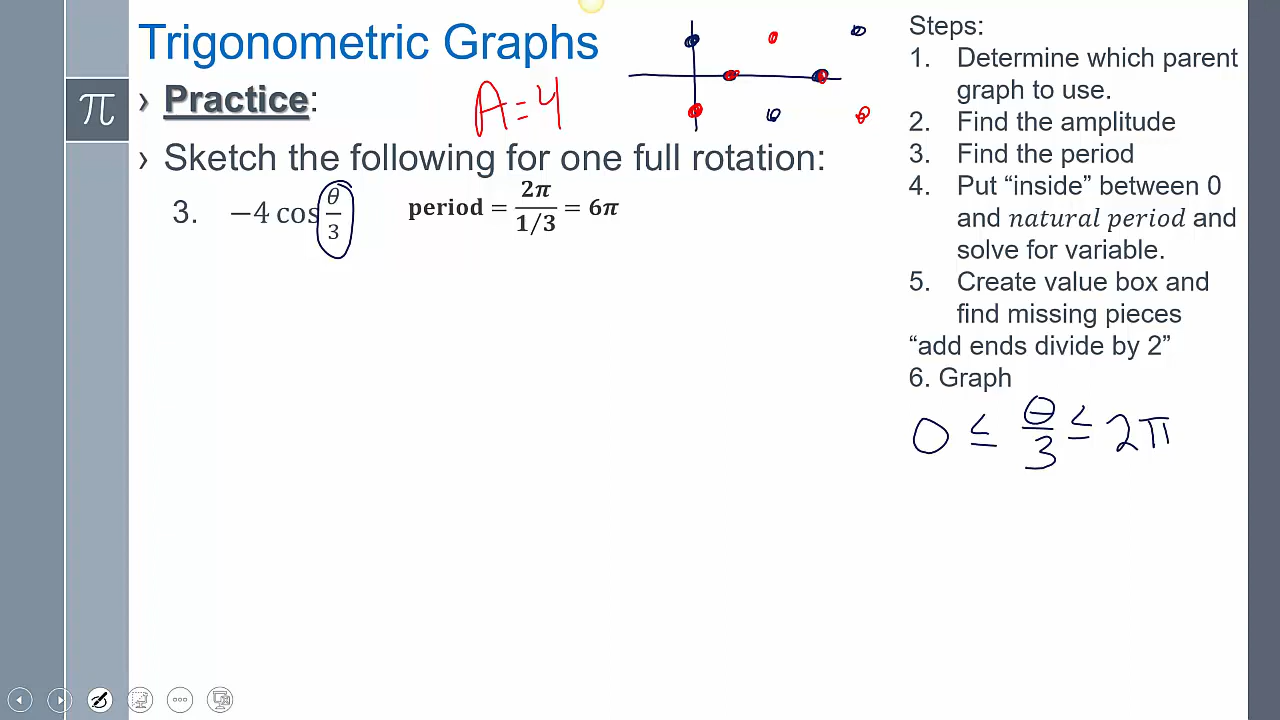 Trigonometric Graphs
π
› Practice:
A = 4
› Sketch the following for one full rotation:
3. −4 cos θ/3
period = 2π / 1/3 = 6π
Steps:
1. Determine which parent
graph to use.
2. Find the amplitude
3. Find the period
4. Put “inside” between 0
and natural period and
solve for variable.
5. Create value box and
find missing pieces
“add ends divide by 2”
6. Graph
0 ≤ θ/3 ≤ 2π